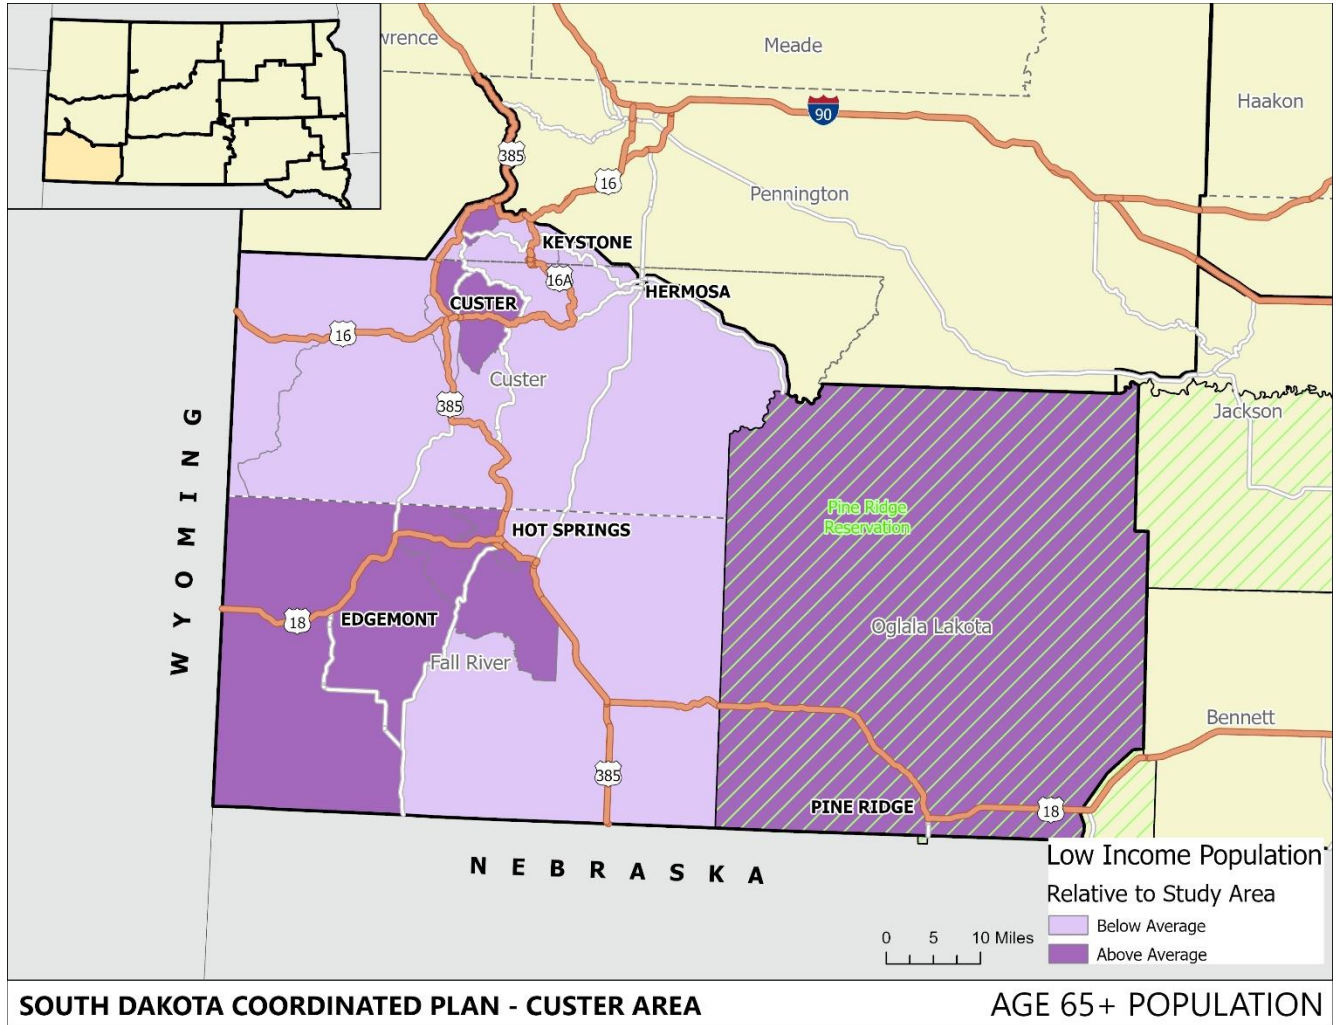 wrence
Meade
Haakon
90
385
16
Pennington
KEYSTONE
16A
HERMOSA
CUSTER
16
Custer
385
Jackson
WYOMING
Pine Ridge
Reservation
HOT SPRINGS
18
EDGEMONT
Oglala Lakota
Fall River
Bennett
385
PINE RIDGE
18
NEBRASKA
Low Income Population
Relative to Study Area
Below Average
Above Average
0 5 10 Miles
SOUTH DAKOTA COORDINATED PLAN - CUSTER AREA
AGE 65+ POPULATION